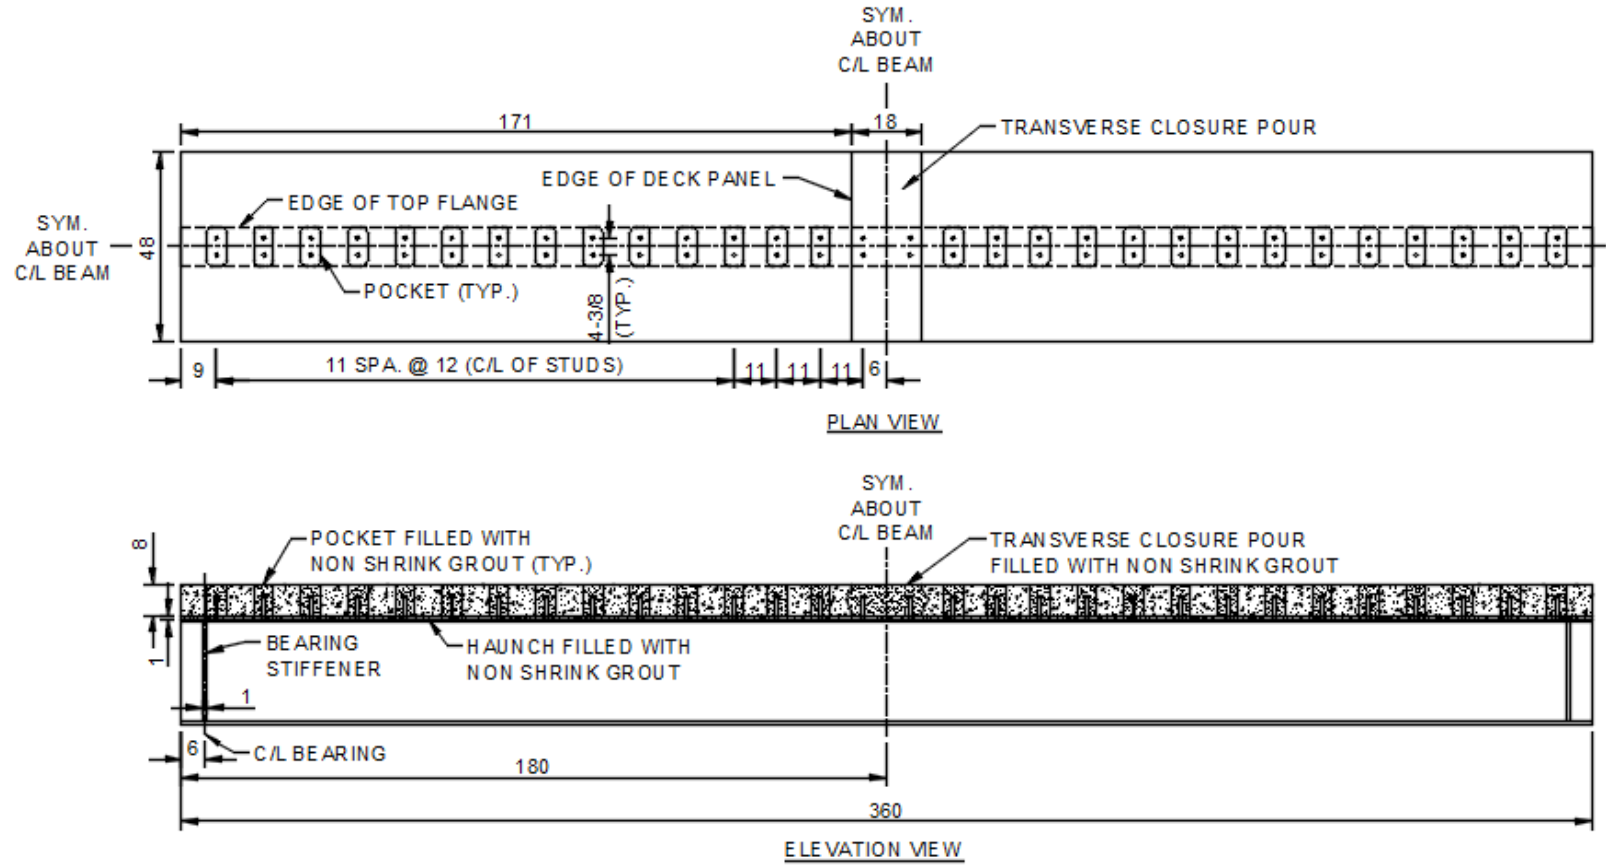 SYM.
ABOUT
C/L BEAM
171
18
TRANSVERSE CLOSURE POUR
EDGE OF DECK PANEL
EDGE OF TOP FLANGE
SYM.
ABOUT
C/L BEAM
48
POCKET (TYP.)
4-3/8
(TYP.)
9
11 SPA. @ 12 (C/L OF STUDS)
11
11
11
6
PLAN VIEW
SYM.
ABOUT
C/L BEAM
8
POCKET FILLED WITH
NON SHRINK GROUT (TYP.)
TRANSVERSE CLOSURE POUR
FILLED WITH NON SHRINK GROUT
1
BEARING
STIFFENER
HAUNCH FILLED WITH
NON SHRINK GROUT
1
6
C/L BEARING
180
360
ELEVATION VIEW